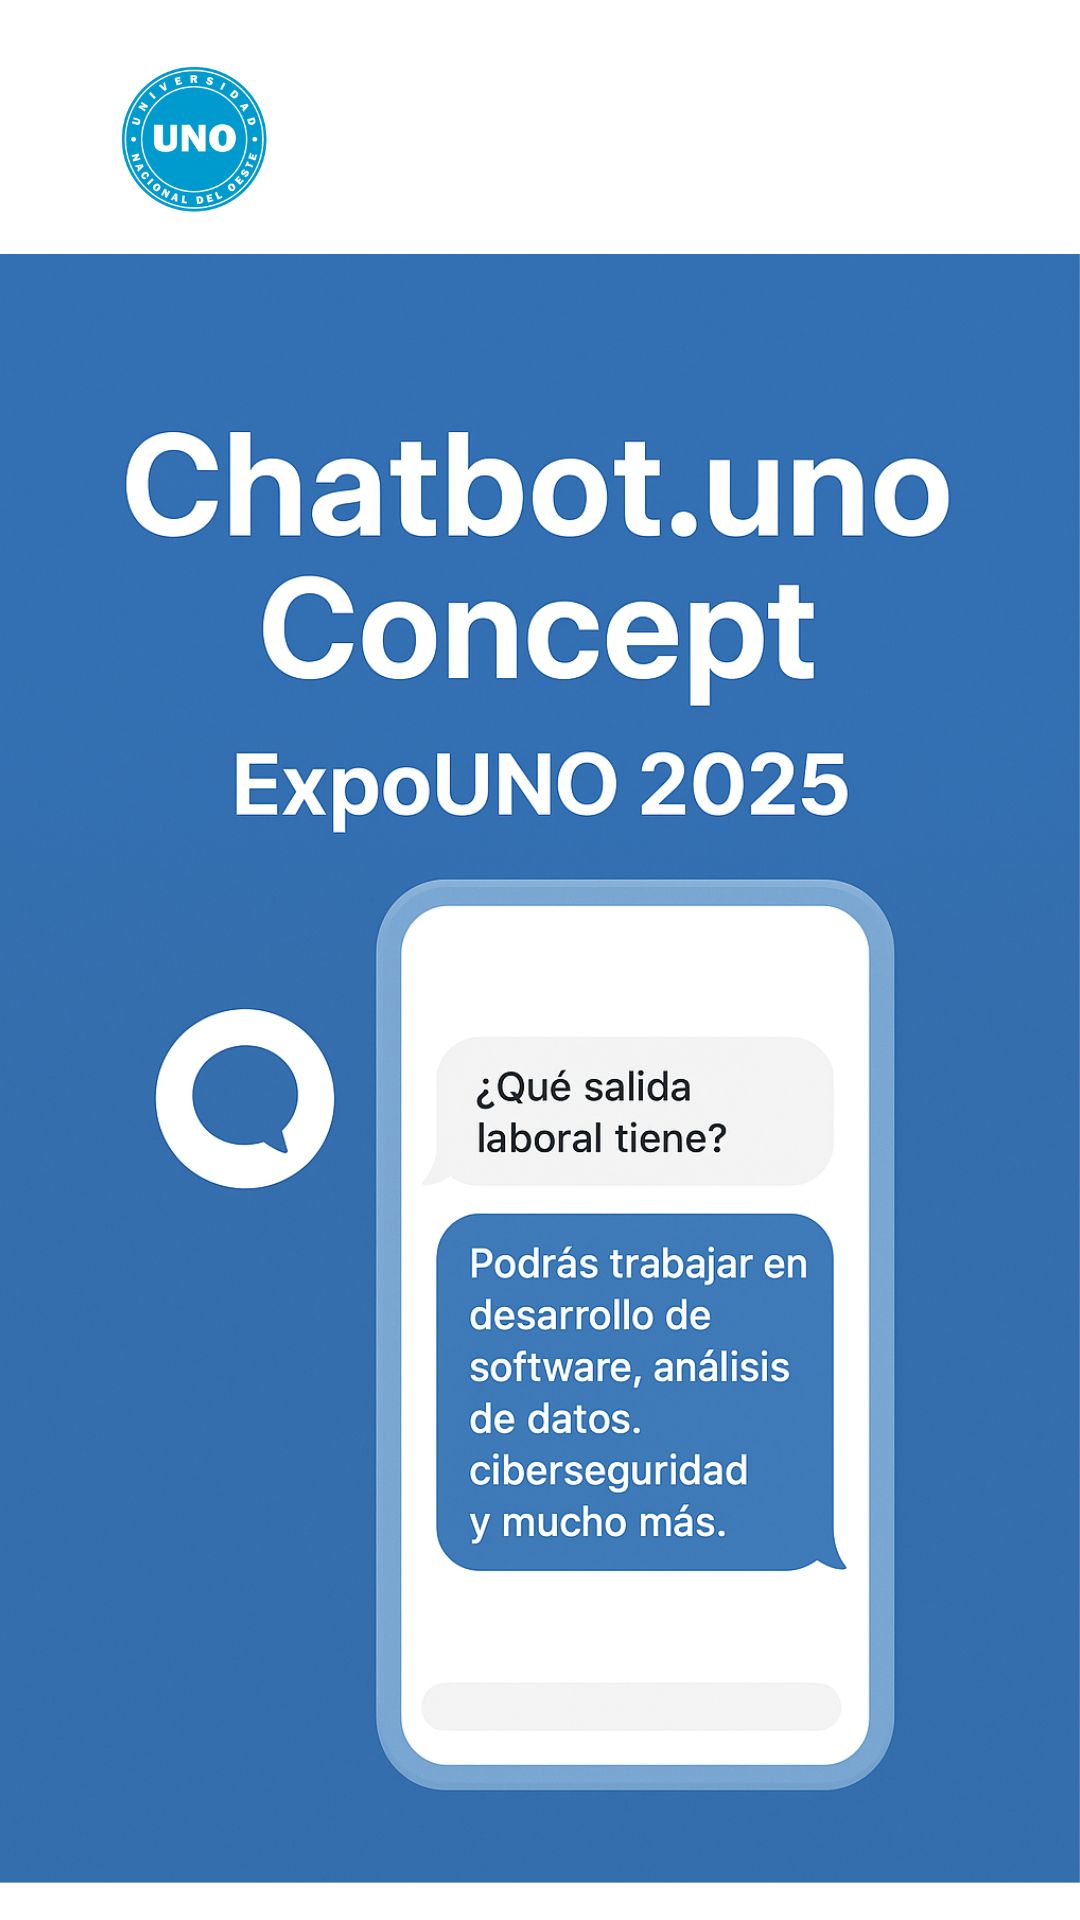 UNIVERSIDAD
UNO
NACIONAL DEL OESTE
Chatbot.uno
Concept
ExpoUNO 2025
¿Qué salida
laboral tiene?
Podrás trabajar en
desarrollo de
software, análisis
de datos.
ciberseguridad
y mucho más.